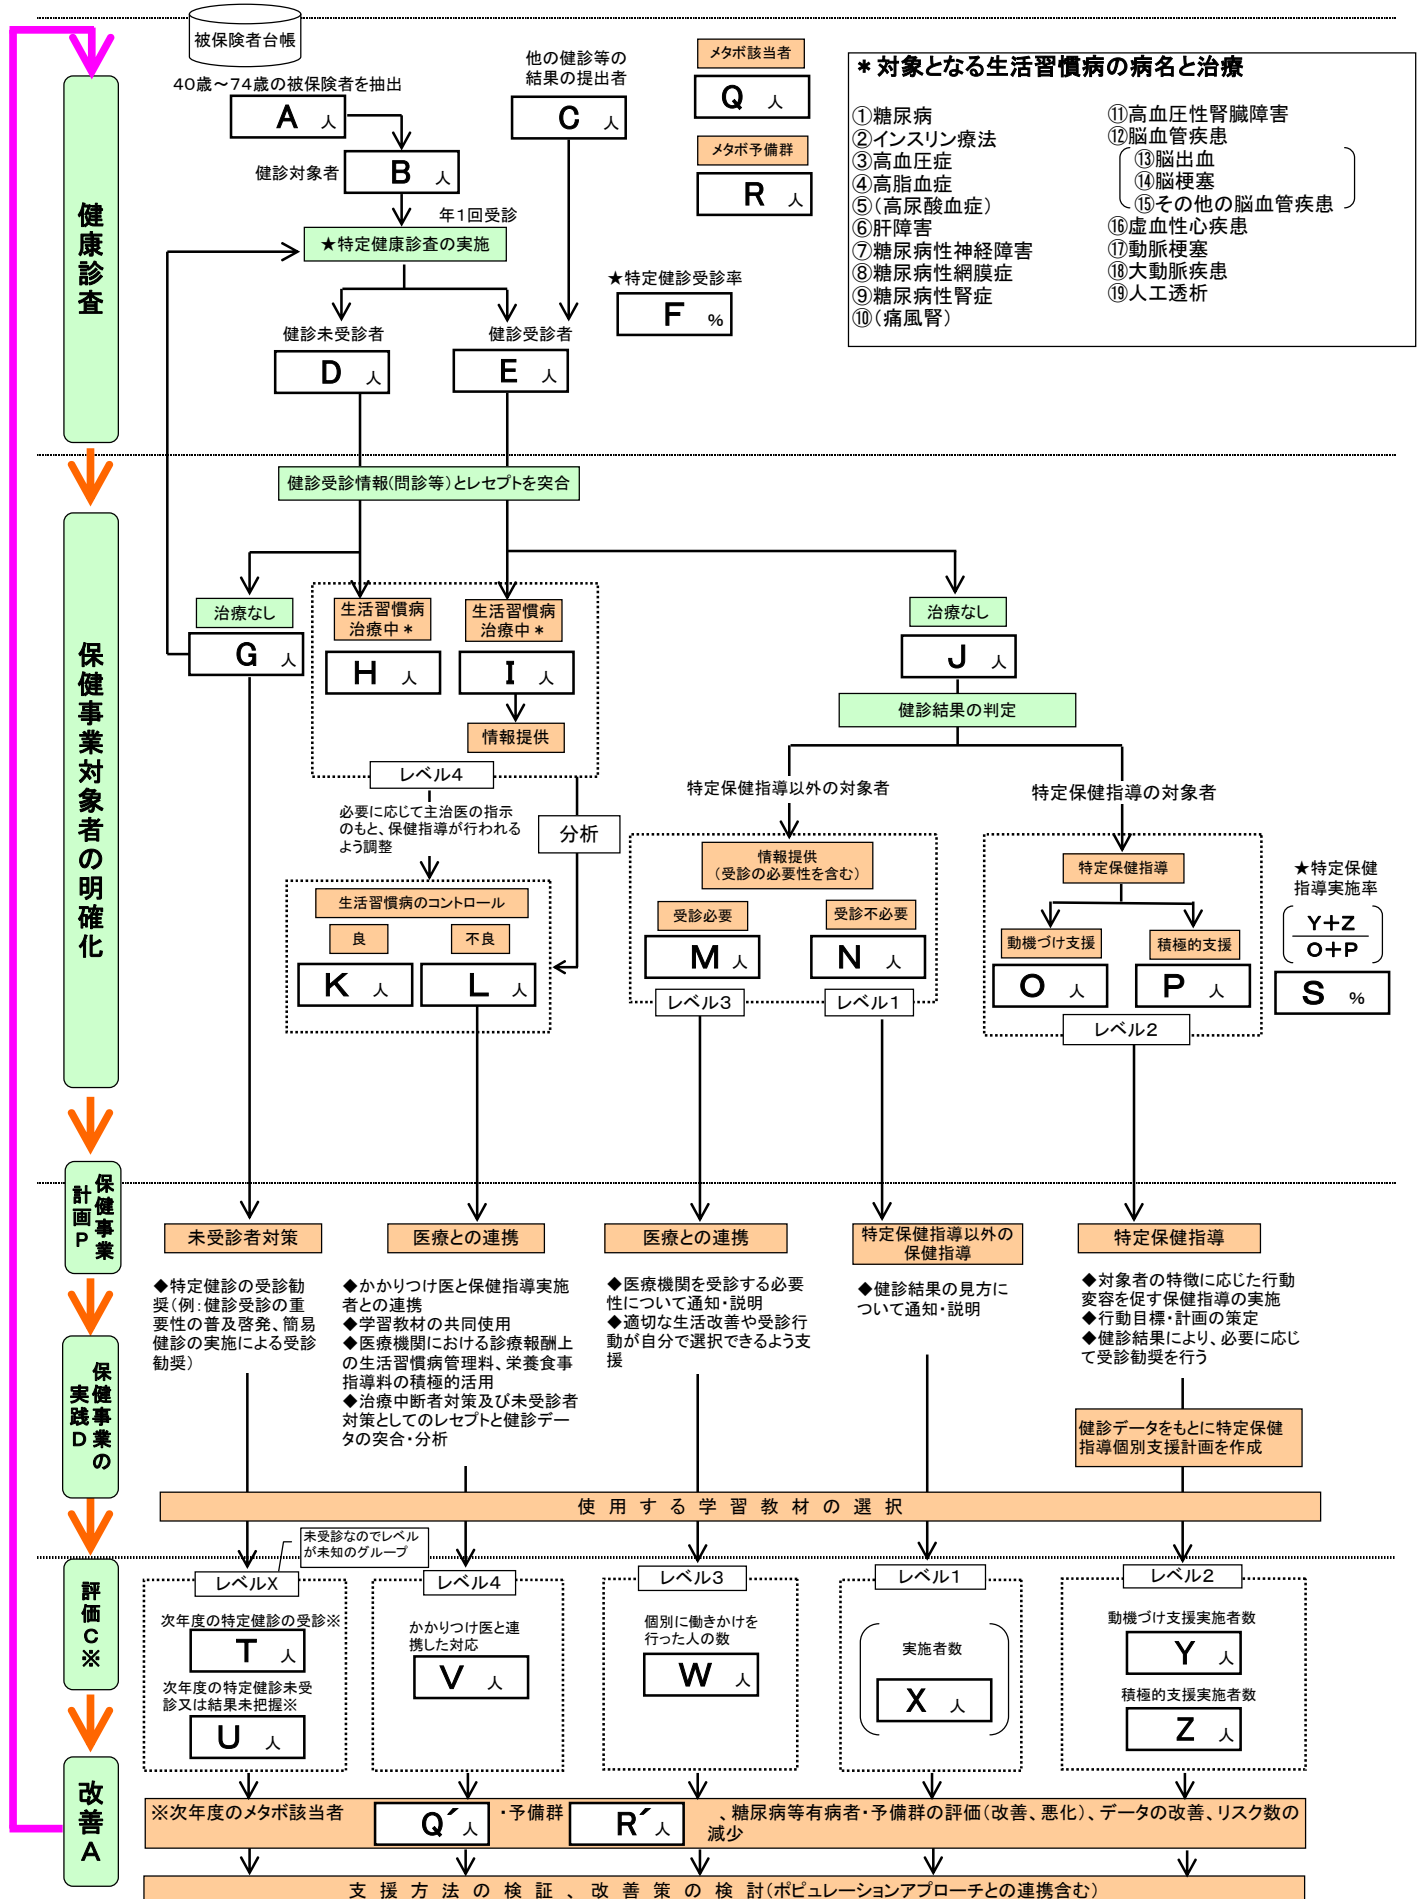 被保険者台帳
40歳～74歳の被保険者を抽出
A 人
健診対象者
B 人
年1回受診
★特定健康診査の実施
他の健診等の
結果の提出者
C 人
メタボ該当者
Q 人
メタボ予備群
R 人
★特定健診受診率
F %
健診未受診者
D 人
健診受診者
E 人
＊対象となる生活習慣病の病名と治療
①糖尿病
②インスリン療法
③高血圧症
④高脂血症
⑤(高尿酸血症)
⑥肝障害
⑦糖尿病性神経障害
⑧糖尿病性網膜症
⑨糖尿病性腎症
⑩(痛風腎)
⑪高血圧性腎臓障害
⑫脳血管疾患
⑬脳出血
⑭脳梗塞
⑮その他の脳血管疾患
⑯虚血性心疾患
⑰動脈梗塞
⑱大動脈疾患
⑲人工透析
健康診査
健診受診情報(問診等)とレセプトを突合
保健事業対象者の明確化
治療なし
G 人
生活習慣病
治療中＊
H 人
生活習慣病
治療中＊
I 人
情報提供
レベル4
必要に応じて主治医の指示
のもと、保健指導が行われる
よう調整
分析
生活習慣病のコントロール
良
不良
K 人
L 人
治療なし
J 人
健診結果の判定
特定保健指導以外の対象者
特定保健指導の対象者
情報提供
(受診の必要性を含む)
受診必要
受診不必要
M 人
N 人
レベル3
レベル1
特定保健指導
動機づけ支援
積極的支援
O 人
P 人
レベル2
★特定保健
指導実施率
Y+Z
O+P
S %
保健事業
計画P
未受診者対策
医療との連携
医療との連携
特定保健指導以外の
保健指導
特定保健指導
保健事業の
実践D
◆特定健診の受診勧
奨(例:健診受診の重
要性の普及啓発、簡易
健診の実施による受診
勧奨)
◆かかりつけ医と保健指導実施
者との連携
◆学習教材の共同使用
◆医療機関における診療報酬上
の生活習慣病管理料、栄養食事
指導料の積極的活用
◆治療中断者対策及び未受診者
対策としてのレセプトと健診デー
タの突合・分析
◆医療機関を受診する必要
性について通知・説明
◆適切な生活改善や受診行
動が自分で選択できるよう支
援
◆健診結果の見方に
ついて通知・説明
◆対象者の特徴に応じた行動
変容を促す保健指導の実施
◆行動目標・計画の策定
◆健診結果により、必要に応じ
て受診勧奨を行う
健診データをもとに特定保健
指導個別支援計画を作成
使用する学習教材の選択
未受診なのでレベル
が未知のグループ
評価C※
レベルX
次年度の特定健診の受診※
T 人
次年度の特定健診未受
診又は結果未把握※
U 人
レベル4
かかりつけ医と連
携した対応
V 人
レベル3
個別に働きかけを
行った人の数
W 人
レベル1
実施者数
X 人
レベル2
動機づけ支援実施者数
Y 人
積極的支援実施者数
Z 人
改善A
※次年度のメタボ該当者 Q´ 人 ・予備群 R´ 人 、糖尿病等有病者・予備群の評価(改善、悪化)、データの改善、リスク数の
減少
支援方法の検証、改善策の検討(ポピュレーションアプローチとの連携含む)